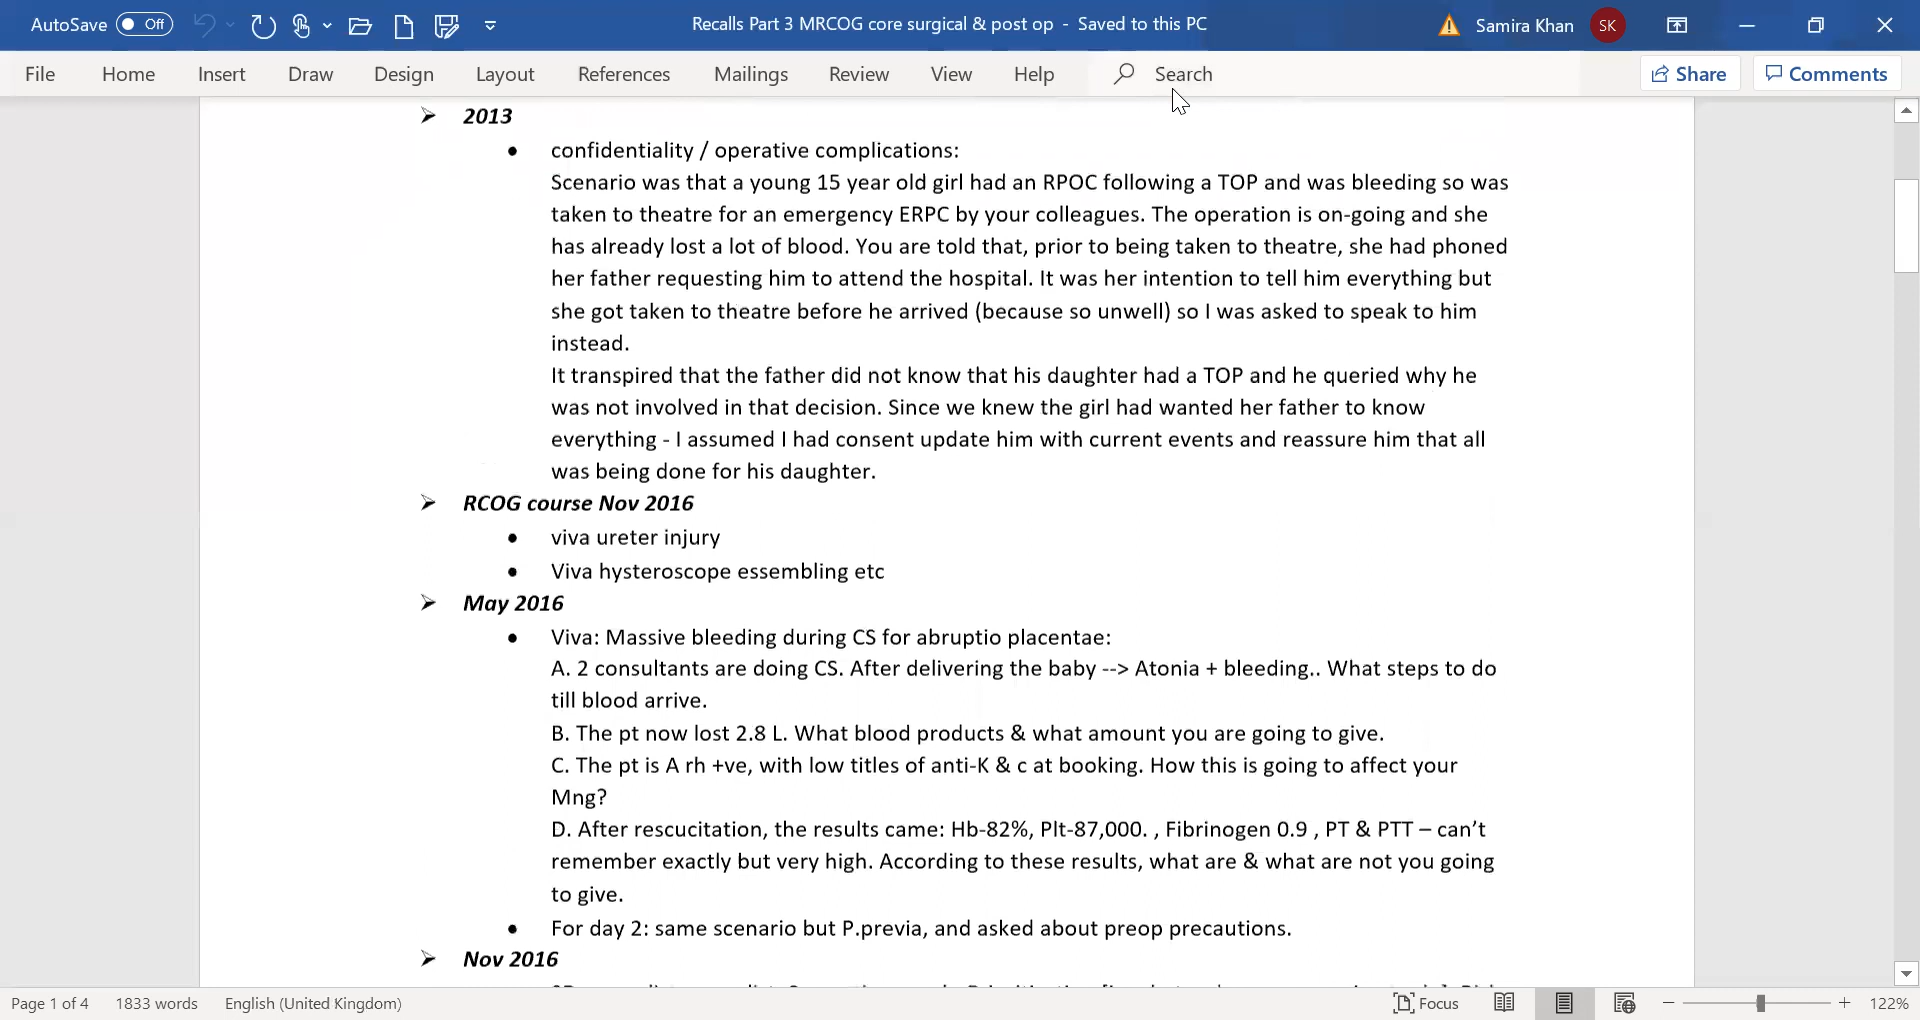 AutoSave Off Recalls Part 3 MRCOG core surgical & post op - Saved to this PC Samira Khan SK
File Home Insert Draw Design Layout References Mailings Review View Help Search Share Comments
2013
confidentiality / operative complications:
Scenario was that a young 15 year old girl had an RPOC following a TOP and was bleeding so was
taken to theatre for an emergency ERPC by your colleagues. The operation is on-going and she
has already lost a lot of blood. You are told that, prior to being taken to theatre, she had phoned
her father requesting him to attend the hospital. It was her intention to tell him everything but
she got taken to theatre before he arrived (because so unwell) so I was asked to speak to him
instead.
It transpired that the father did not know that his daughter had a TOP and he queried why he
was not involved in that decision. Since we knew the girl had wanted her father to know
everything - I assumed I had consent update him with current events and reassure him that all
was being done for his daughter.
RCOG course Nov 2016
viva ureter injury
Viva hysteroscope essembling etc
May 2016
Viva: Massive bleeding during CS for abruptio placentae:
A. 2 consultants are doing CS. After delivering the baby --> Atonia + bleeding.. What steps to do
till blood arrive.
B. The pt now lost 2.8 L. What blood products & what amount you are going to give.
C. The pt is A rh +ve, with low titles of anti-K & c at booking. How this is going to affect your
Mng?
D. After rescucitation, the results came: Hb-82%, Plt-87,000. , Fibrinogen 0.9 , PT & PTT – can't
remember exactly but very high. According to these results, what are & what are not you going
to give.
For day 2: same scenario but P.previa, and asked about preop precautions.
Nov 2016
Page 1 of 4 1833 words English (United Kingdom) Focus 122%